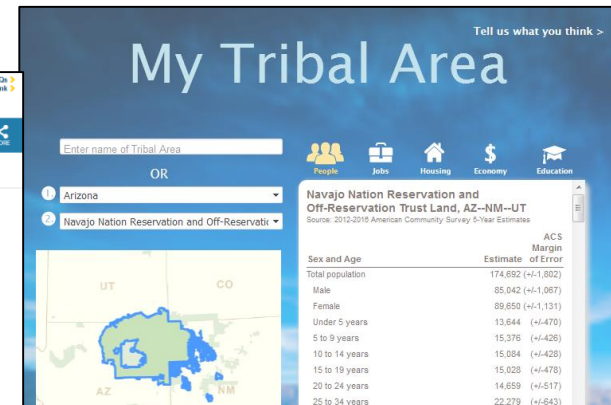 Tell us what you think >
My Tribal Area
Enter name of Tribal Area
OR
1. Arizona
2. Navajo Nation Reservation and Off-Reservatic
UT
CO
AZ
NM
People Jobs Housing Economy Education
Navajo Nation Reservation and
Off-Reservation Trust Land, AZ--NM--UT
Source: 2012-2016 American Community Survey 5-Year Estimates
ACS
Margin
Sex and Age Estimate of Error
Total population 174,692 (+/-1,802)
Male 85,042 (+/-1,067)
Female 89,650 (+/-1,131)
Under 5 years 13,644 (+/-470)
5 to 9 years 15,376 (+/-426)
10 to 14 years 15,084 (+/-428)
15 to 19 years 15,028 (+/-478)
20 to 24 years 14,659 (+/-517)
25 to 34 years 22,279 (+/-643)